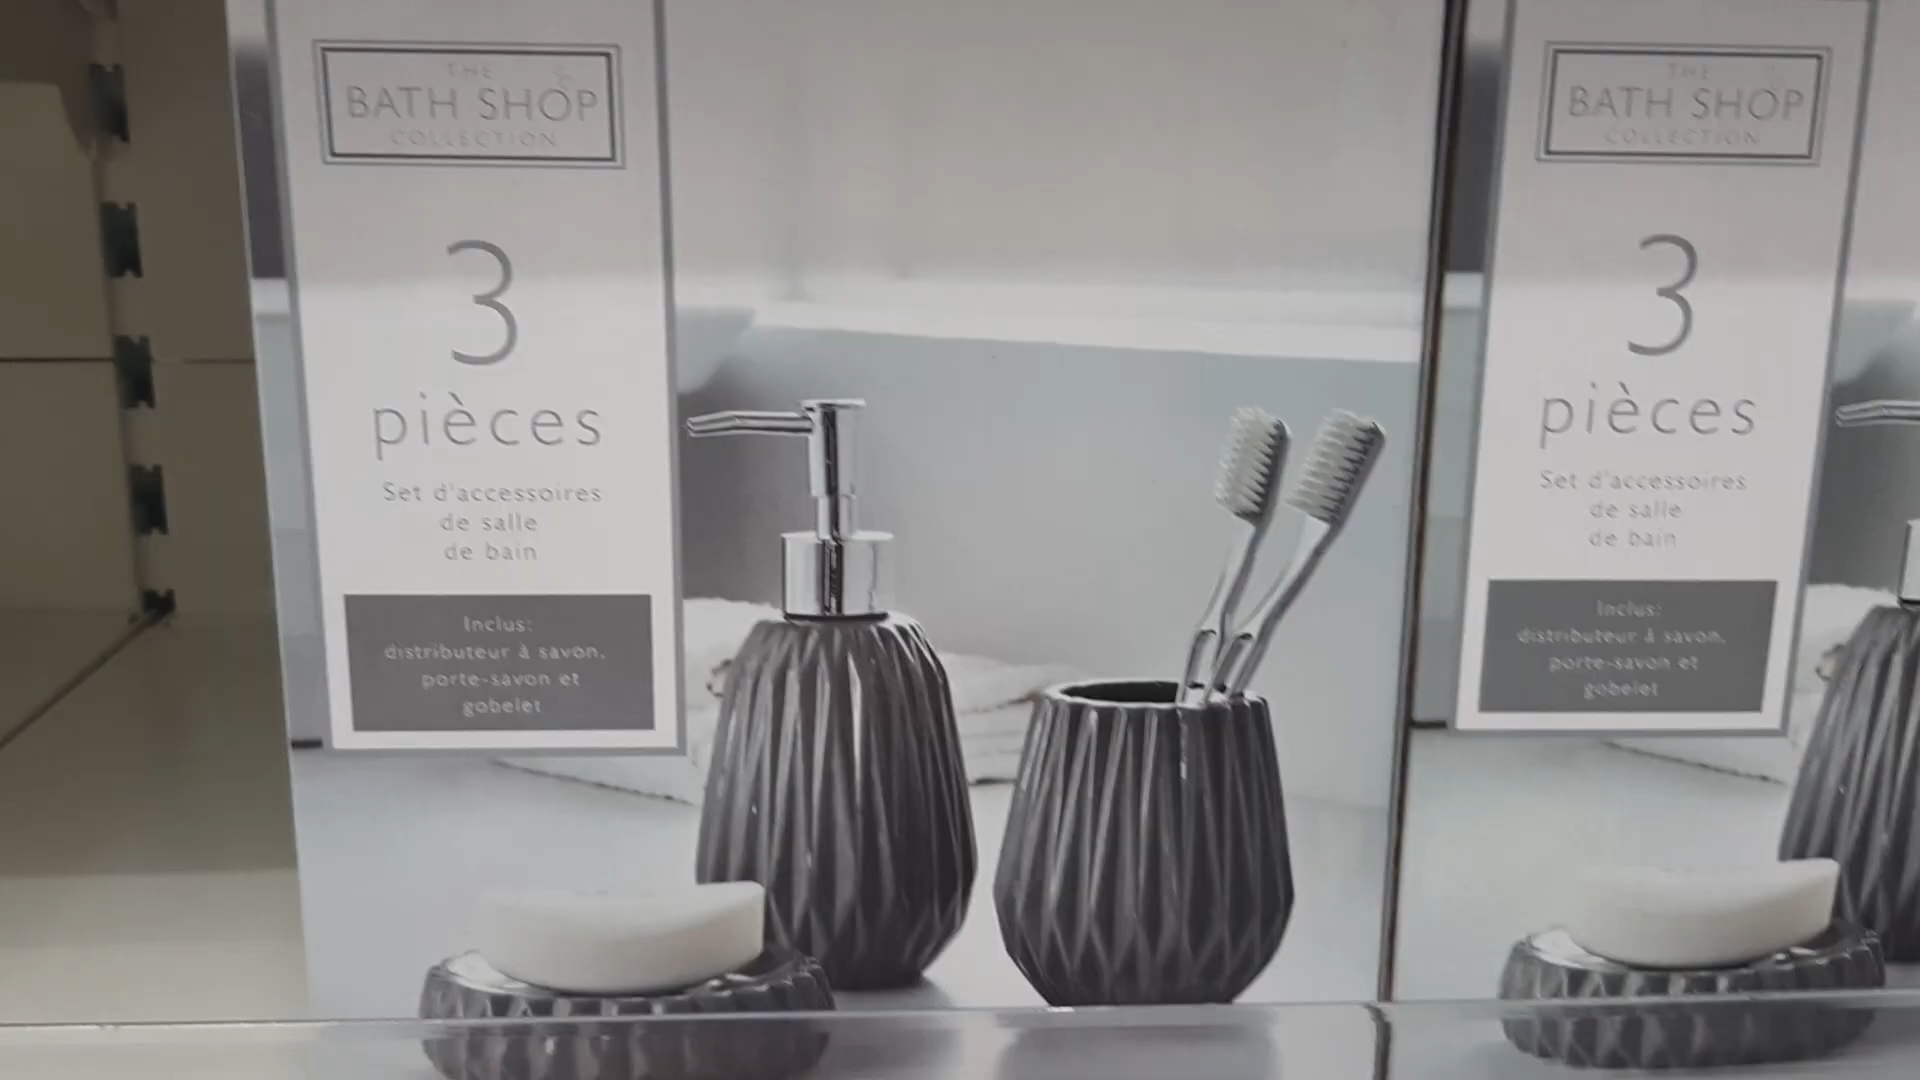 THE
BATH SHOP
COLLECTION
3
pièces
Set d'accessoires
de salle
de bain
Inclus:
distributeur à savon,
porte-savon et
gobelet
THE
BATH SHOP
COLLECTION
3
pièces
Set d'accessoires
de salle
de bain
Inclus:
distributeur à savon,
porte-savon et
gobelet